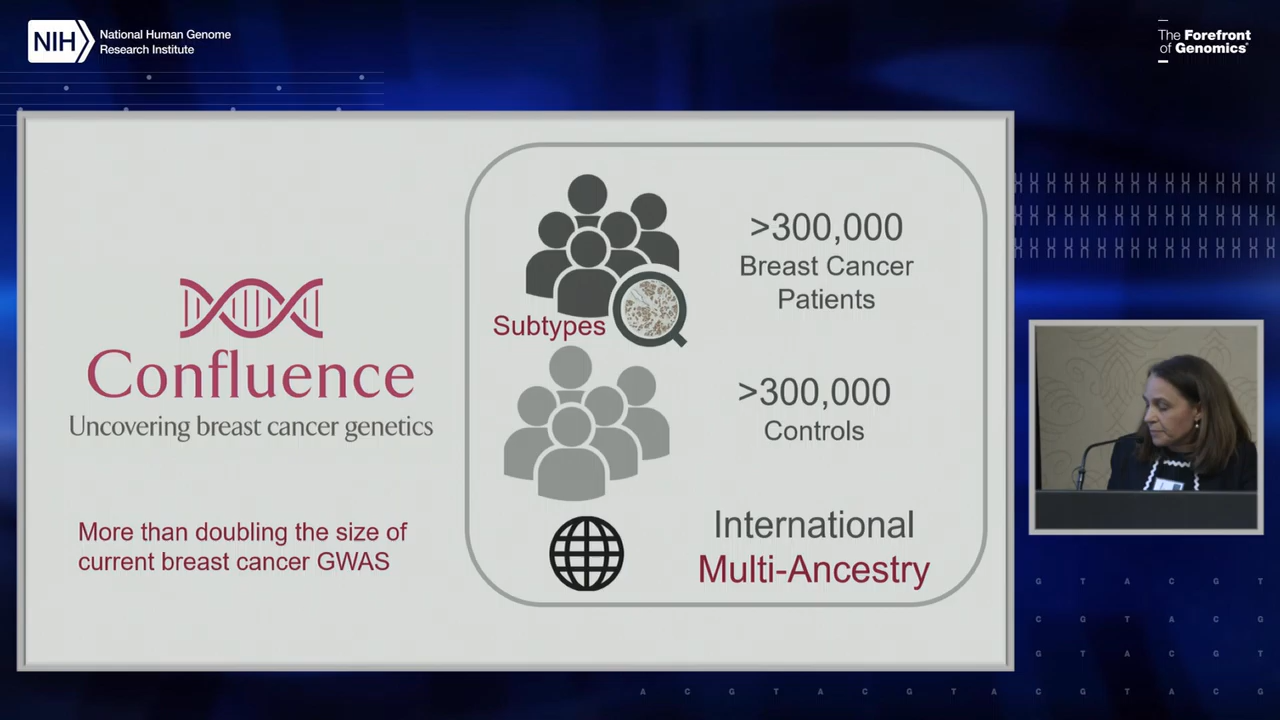 NIH
National Human Genome
Research Institute
The Forefront
of Genomics®
Confluence
Uncovering breast cancer genetics
More than doubling the size of
current breast cancer GWAS
Subtypes
>300,000
Breast Cancer
Patients
>300,000
Controls
International
Multi-Ancestry
G T A C G T
C G T A C G
G T A C G T
A C G T A C G T A C G T A C G